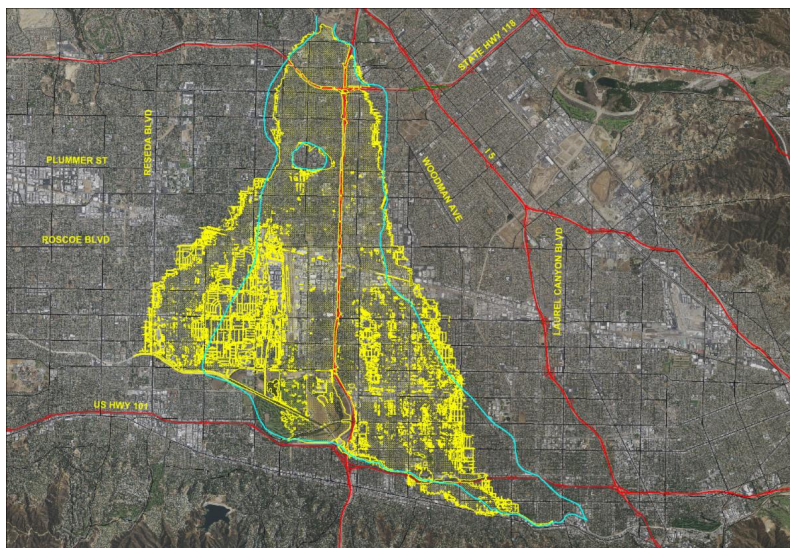 STATE HWY 118
RESEDA BLVD
PLUMMER ST
I 5
WOODMAN AVE
ROSCOE BLVD
LAUREL CANYON BLVD
US HWY 101